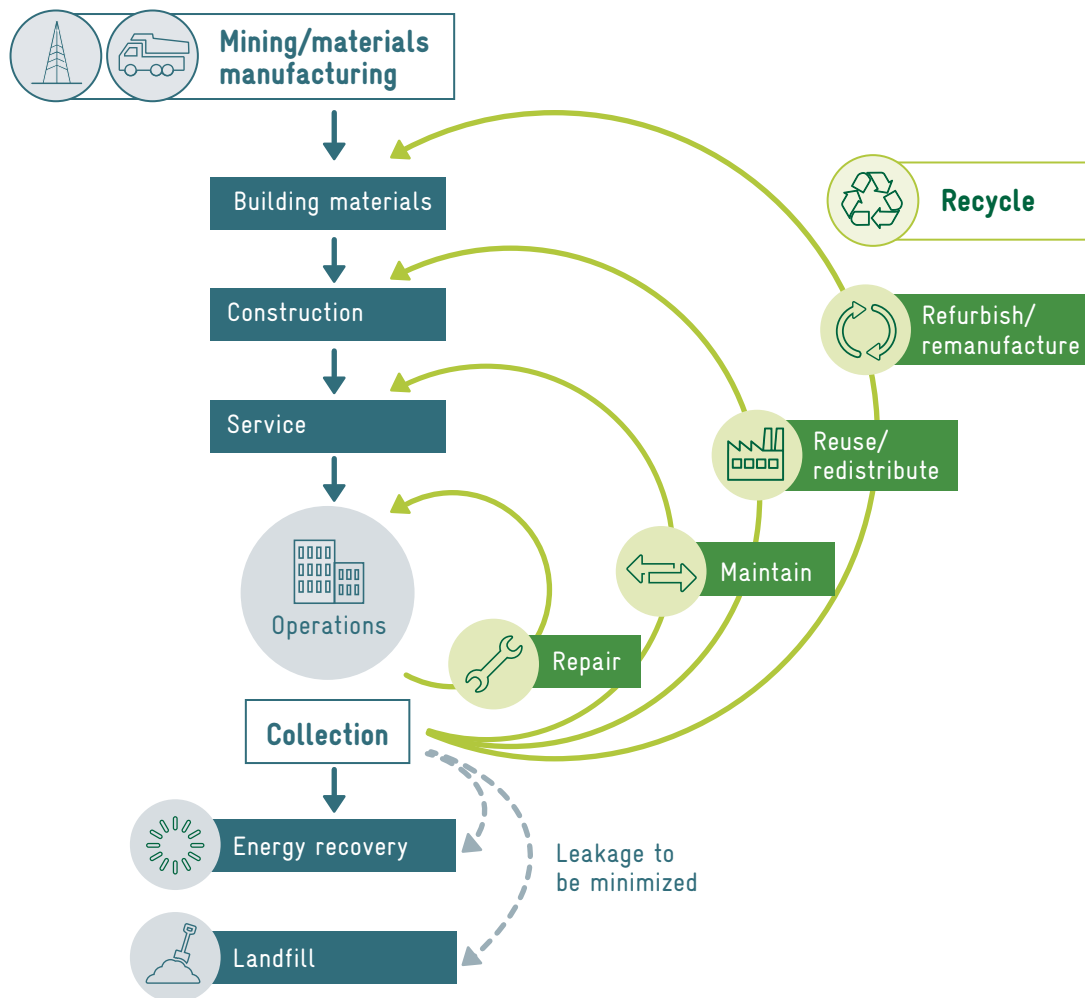 Mining/materials
manufacturing
Building materials
Recycle
Construction
Refurbish/
remanufacture
Service
Reuse/
redistribute
Maintain
Operations
Repair
Collection
Energy recovery
Leakage to
be minimized
Landfill